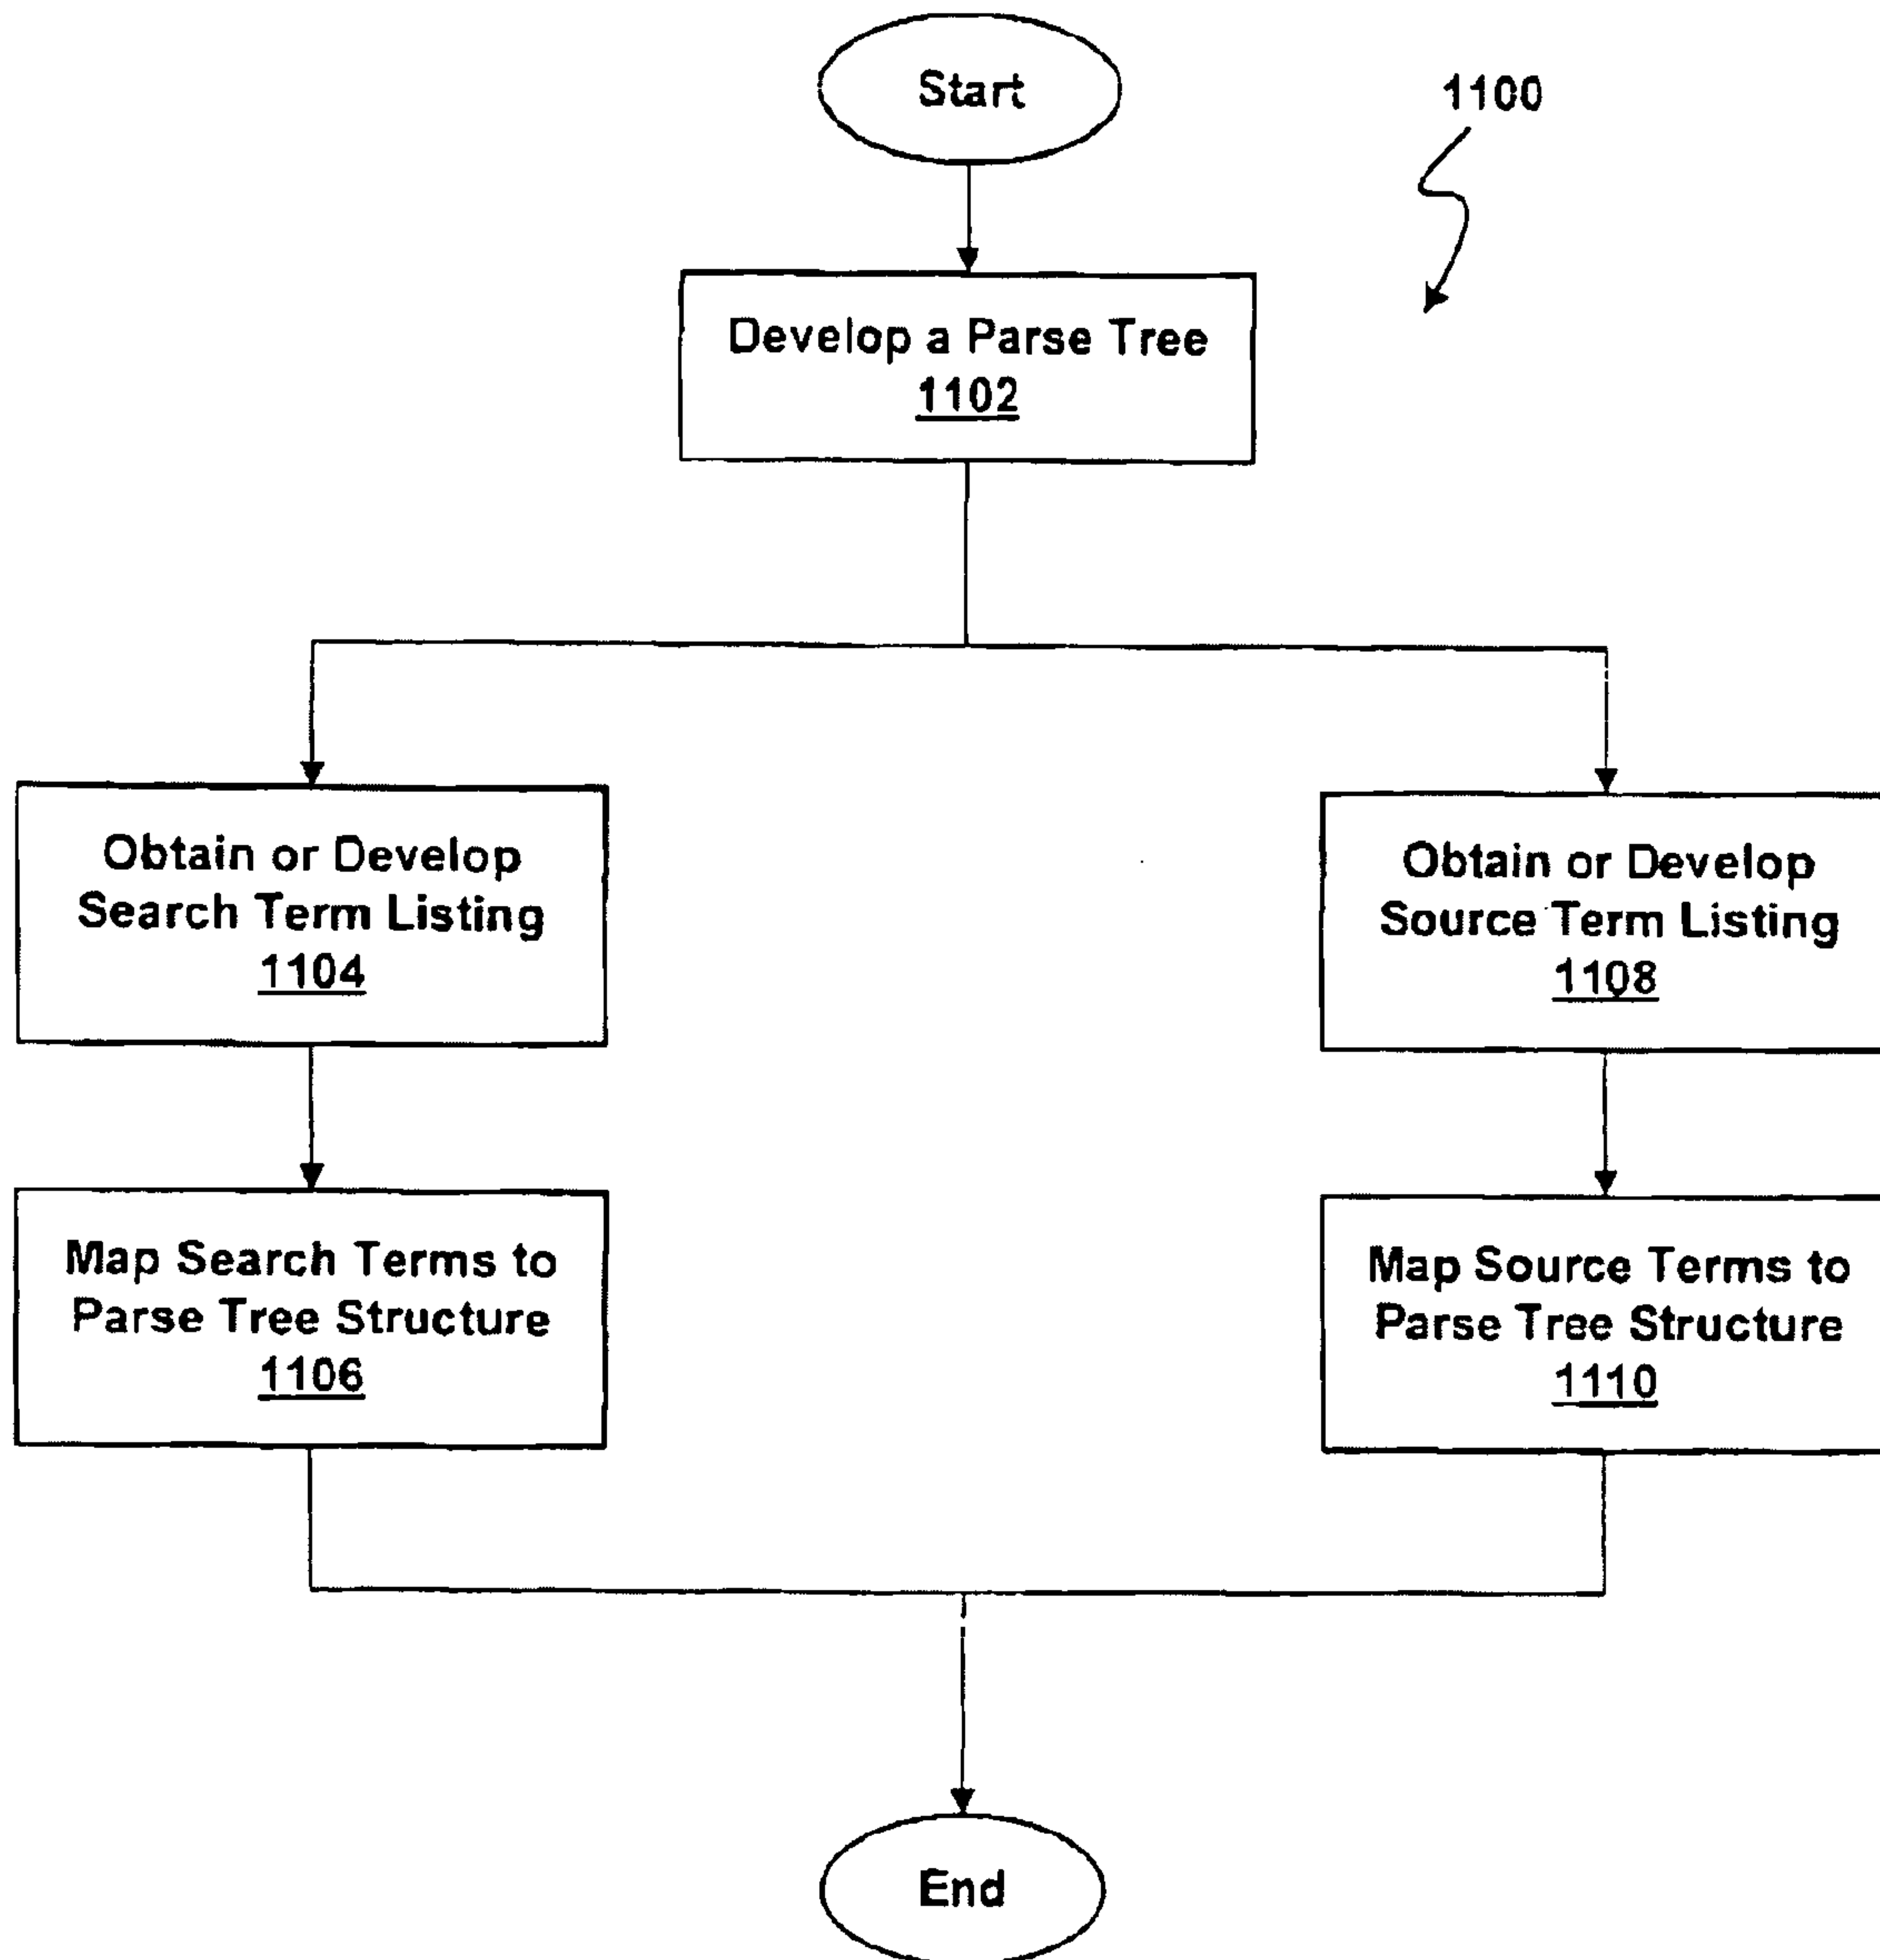 Start
1100
Develop a Parse Tree
1102
Obtain or Develop
Search Term Listing
1104
Obtain or Develop
Source Term Listing
1108
Map Search Terms to
Parse Tree Structure
1106
Map Source Terms to
Parse Tree Structure
1110
End